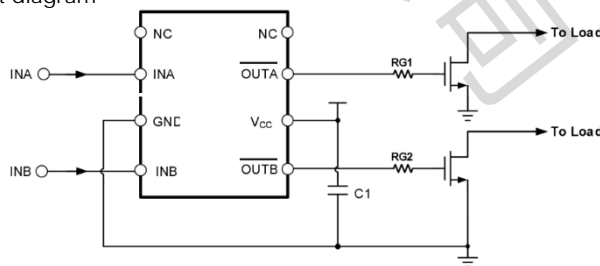 t diagram
NC NC
To Load
RG1
INA INA OUTA
GND VCC
To Load
RG2
INB INB OUTB
C1